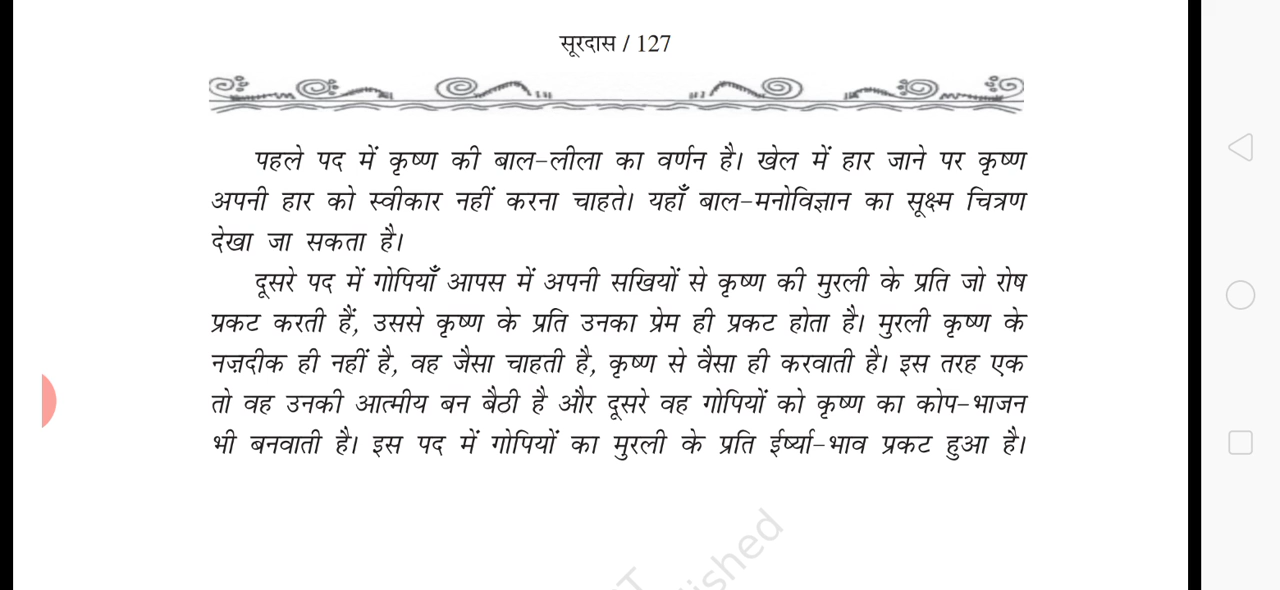 सूरदास / 127
पहले पद में कृष्ण की बाल-लीला का वर्णन है। खेल में हार जाने पर कृष्ण
अपनी हार को स्वीकार नहीं करना चाहते। यहाँ बाल-मनोविज्ञान का सूक्ष्म चित्रण
देखा जा सकता है।
दूसरे पद में गोपियाँ आपस में अपनी सखियों से कृष्ण की मुरली के प्रति जो रोष
प्रकट करती हैं, उससे कृष्ण के प्रति उनका प्रेम ही प्रकट होता है। मुरली कृष्ण के
नज़दीक ही नहीं है, वह जैसा चाहती है, कृष्ण से वैसा ही करवाती है। इस तरह एक
तो वह उनकी आत्मीय बन बैठी है और दूसरे वह गोपियों को कृष्ण का कोप-भाजन
भी बनवाती है। इस पद में गोपियों का मुरली के प्रति ईर्ष्या-भाव प्रकट हुआ है।